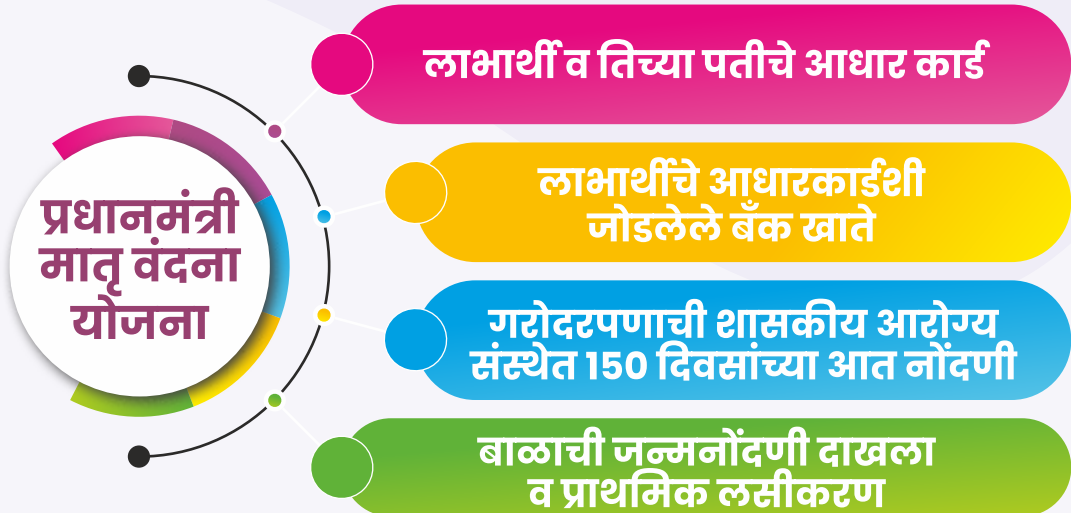 प्रधानमंत्री
मातृ वंदना
योजना
लाभार्थी व तिच्या पतीचे आधार कार्ड
लाभार्थीचे आधारकार्डशी
जोडलेले बँक खाते
गरोदरपणाची शासकीय आरोग्य
संस्थेत 150 दिवसांच्या आत नोंदणी
बाळाची जन्मनोंदणी दाखला
व प्राथमिक लसीकरण